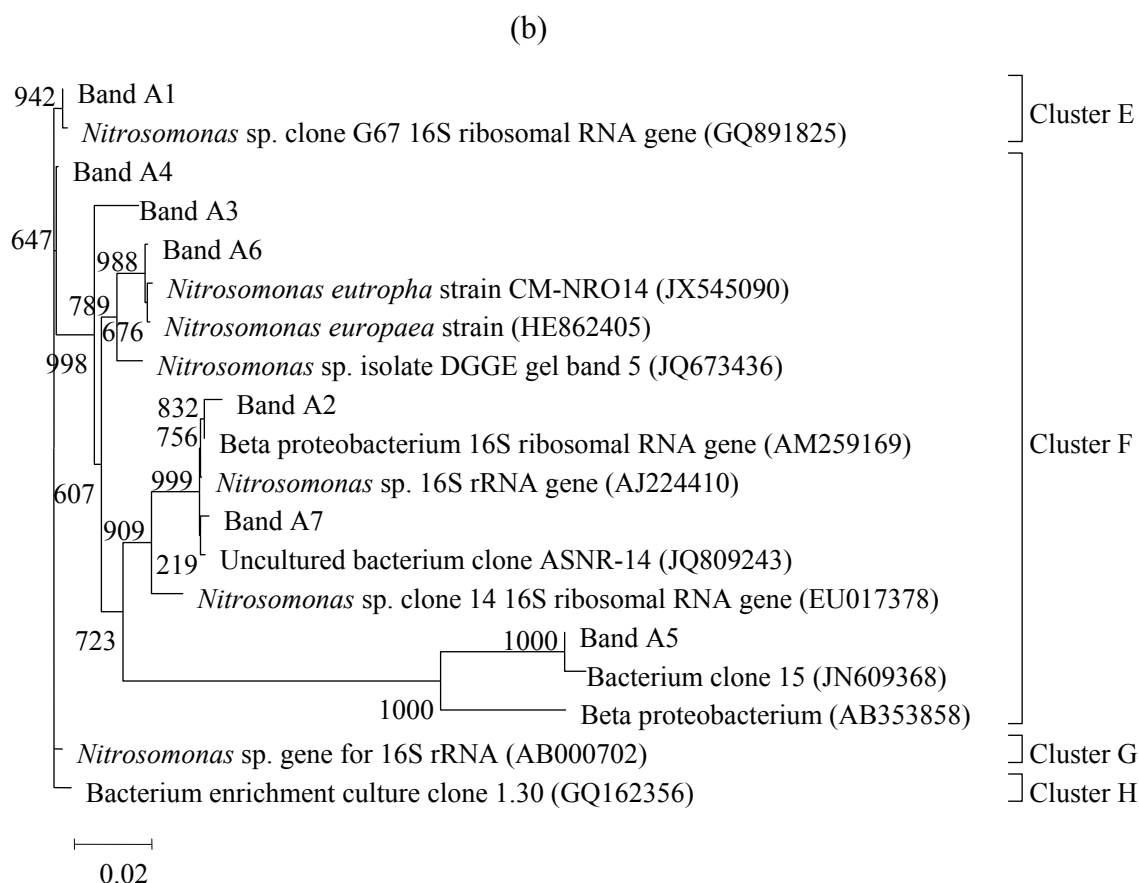 (b)
942 Band A1
Nitrosomonas sp. clone G67 16S ribosomal RNA gene (GQ891825)
Cluster E
Band A4
Band A3
647
988 Band A6
Nitrosomonas eutropha strain CM-NRO14 (JX545090)
789
676 Nitrosomonas europaea strain (HE862405)
998 Nitrosomonas sp. isolate DGGE gel band 5 (JQ673436)
832 Band A2
756 Beta proteobacterium 16S ribosomal RNA gene (AM259169)
Cluster F
999 Nitrosomonas sp. 16S rRNA gene (AJ224410)
607
909 Band A7
219 Uncultured bacterium clone ASNR-14 (JQ809243)
Nitrosomonas sp. clone 14 16S ribosomal RNA gene (EU017378)
723 1000 Band A5
Bacterium clone 15 (JN609368)
1000 Beta proteobacterium (AB353858)
Nitrosomonas sp. gene for 16S rRNA (AB000702)
Cluster G
Bacterium enrichment culture clone 1.30 (GQ162356)
Cluster H
0,02